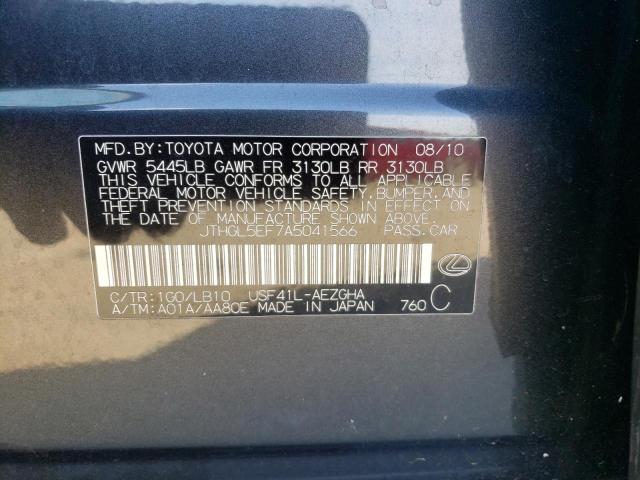 MFD.BY:TOYOTA MOTOR CORPORATION 08/10
GVWR 5445LB GAWR FR 3130LB RR 3130LB
THIS VEHICLE CONFORMS TO ALL APPLICABLE
FEDERAL MOTOR VEHICLE SAFETY,BUMPER,AND
THEFT PREVENTION STANDARDS IN EFFECT ON
THE DATE OF MANUFACTURE SHOWN ABOVE.
JTHGL5EF7A5041566 PASS.CAR
C/TR:1G0/LB10 USF41L-AEZGHA
A/TM:A01A/AA80E MADE IN JAPAN 760 C